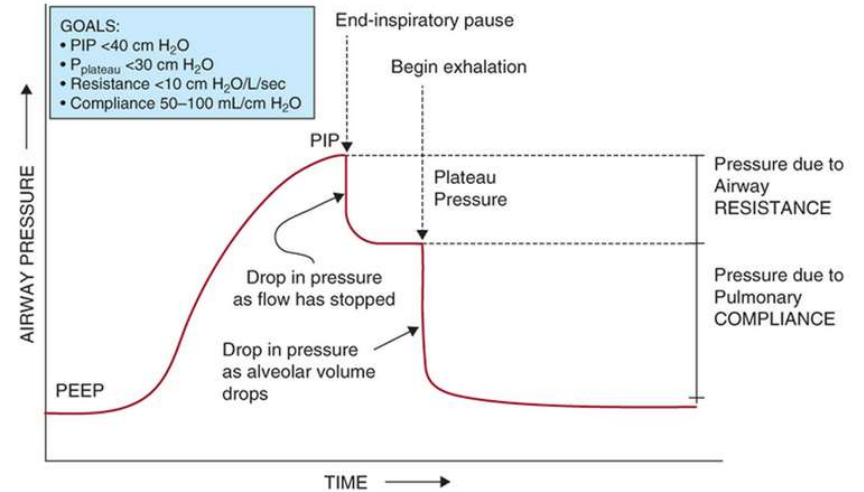 GOALS:
• PIP <40 cm H₂O
• Pplateau <30 cm H₂O
• Resistance <10 cm H₂O/L/sec
• Compliance 50–100 mL/cm H₂O
End-inspiratory pause
Begin exhalation
PIP
Plateau
Pressure
Pressure due to
Airway
RESISTANCE
Drop in pressure
as flow has stopped
Pressure due to
Pulmonary
COMPLIANCE
Drop in pressure
as alveolar volume
drops
PEEP
AIRWAY PRESSURE
TIME